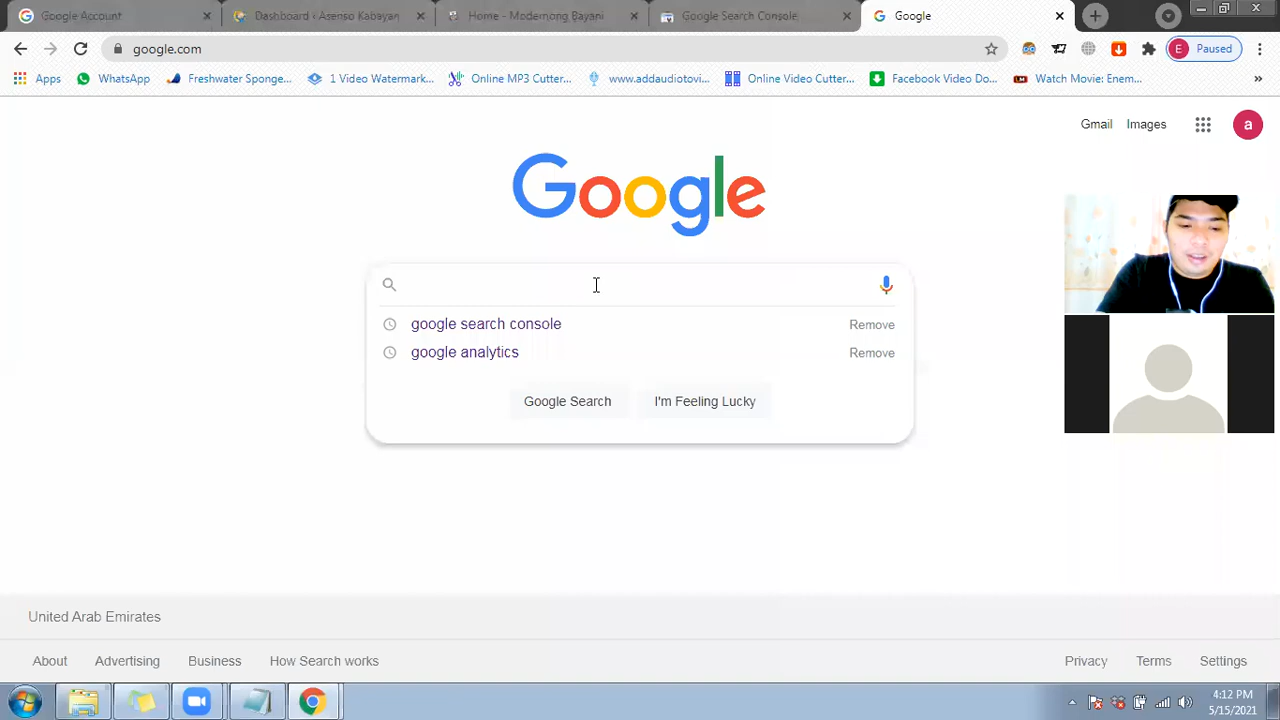 Google Account
Dashboard ‹ Asenso Kabayan
Home - Modernong Bayani
Google Search Console
Google
google.com
E Paused
Apps
WhatsApp
Freshwater Sponge...
1 Video Watermark...
Online MP3 Cutter...
www.addaudiotovi...
Online Video Cutter...
Facebook Video Do...
LM Watch Movie: Enem...
»
Gmail
Images
a
Google
google search console
Remove
google analytics
Remove
Google Search
I'm Feeling Lucky
United Arab Emirates
About
Advertising
Business
How Search works
Privacy
Terms
Settings
4:12 PM
5/15/2021